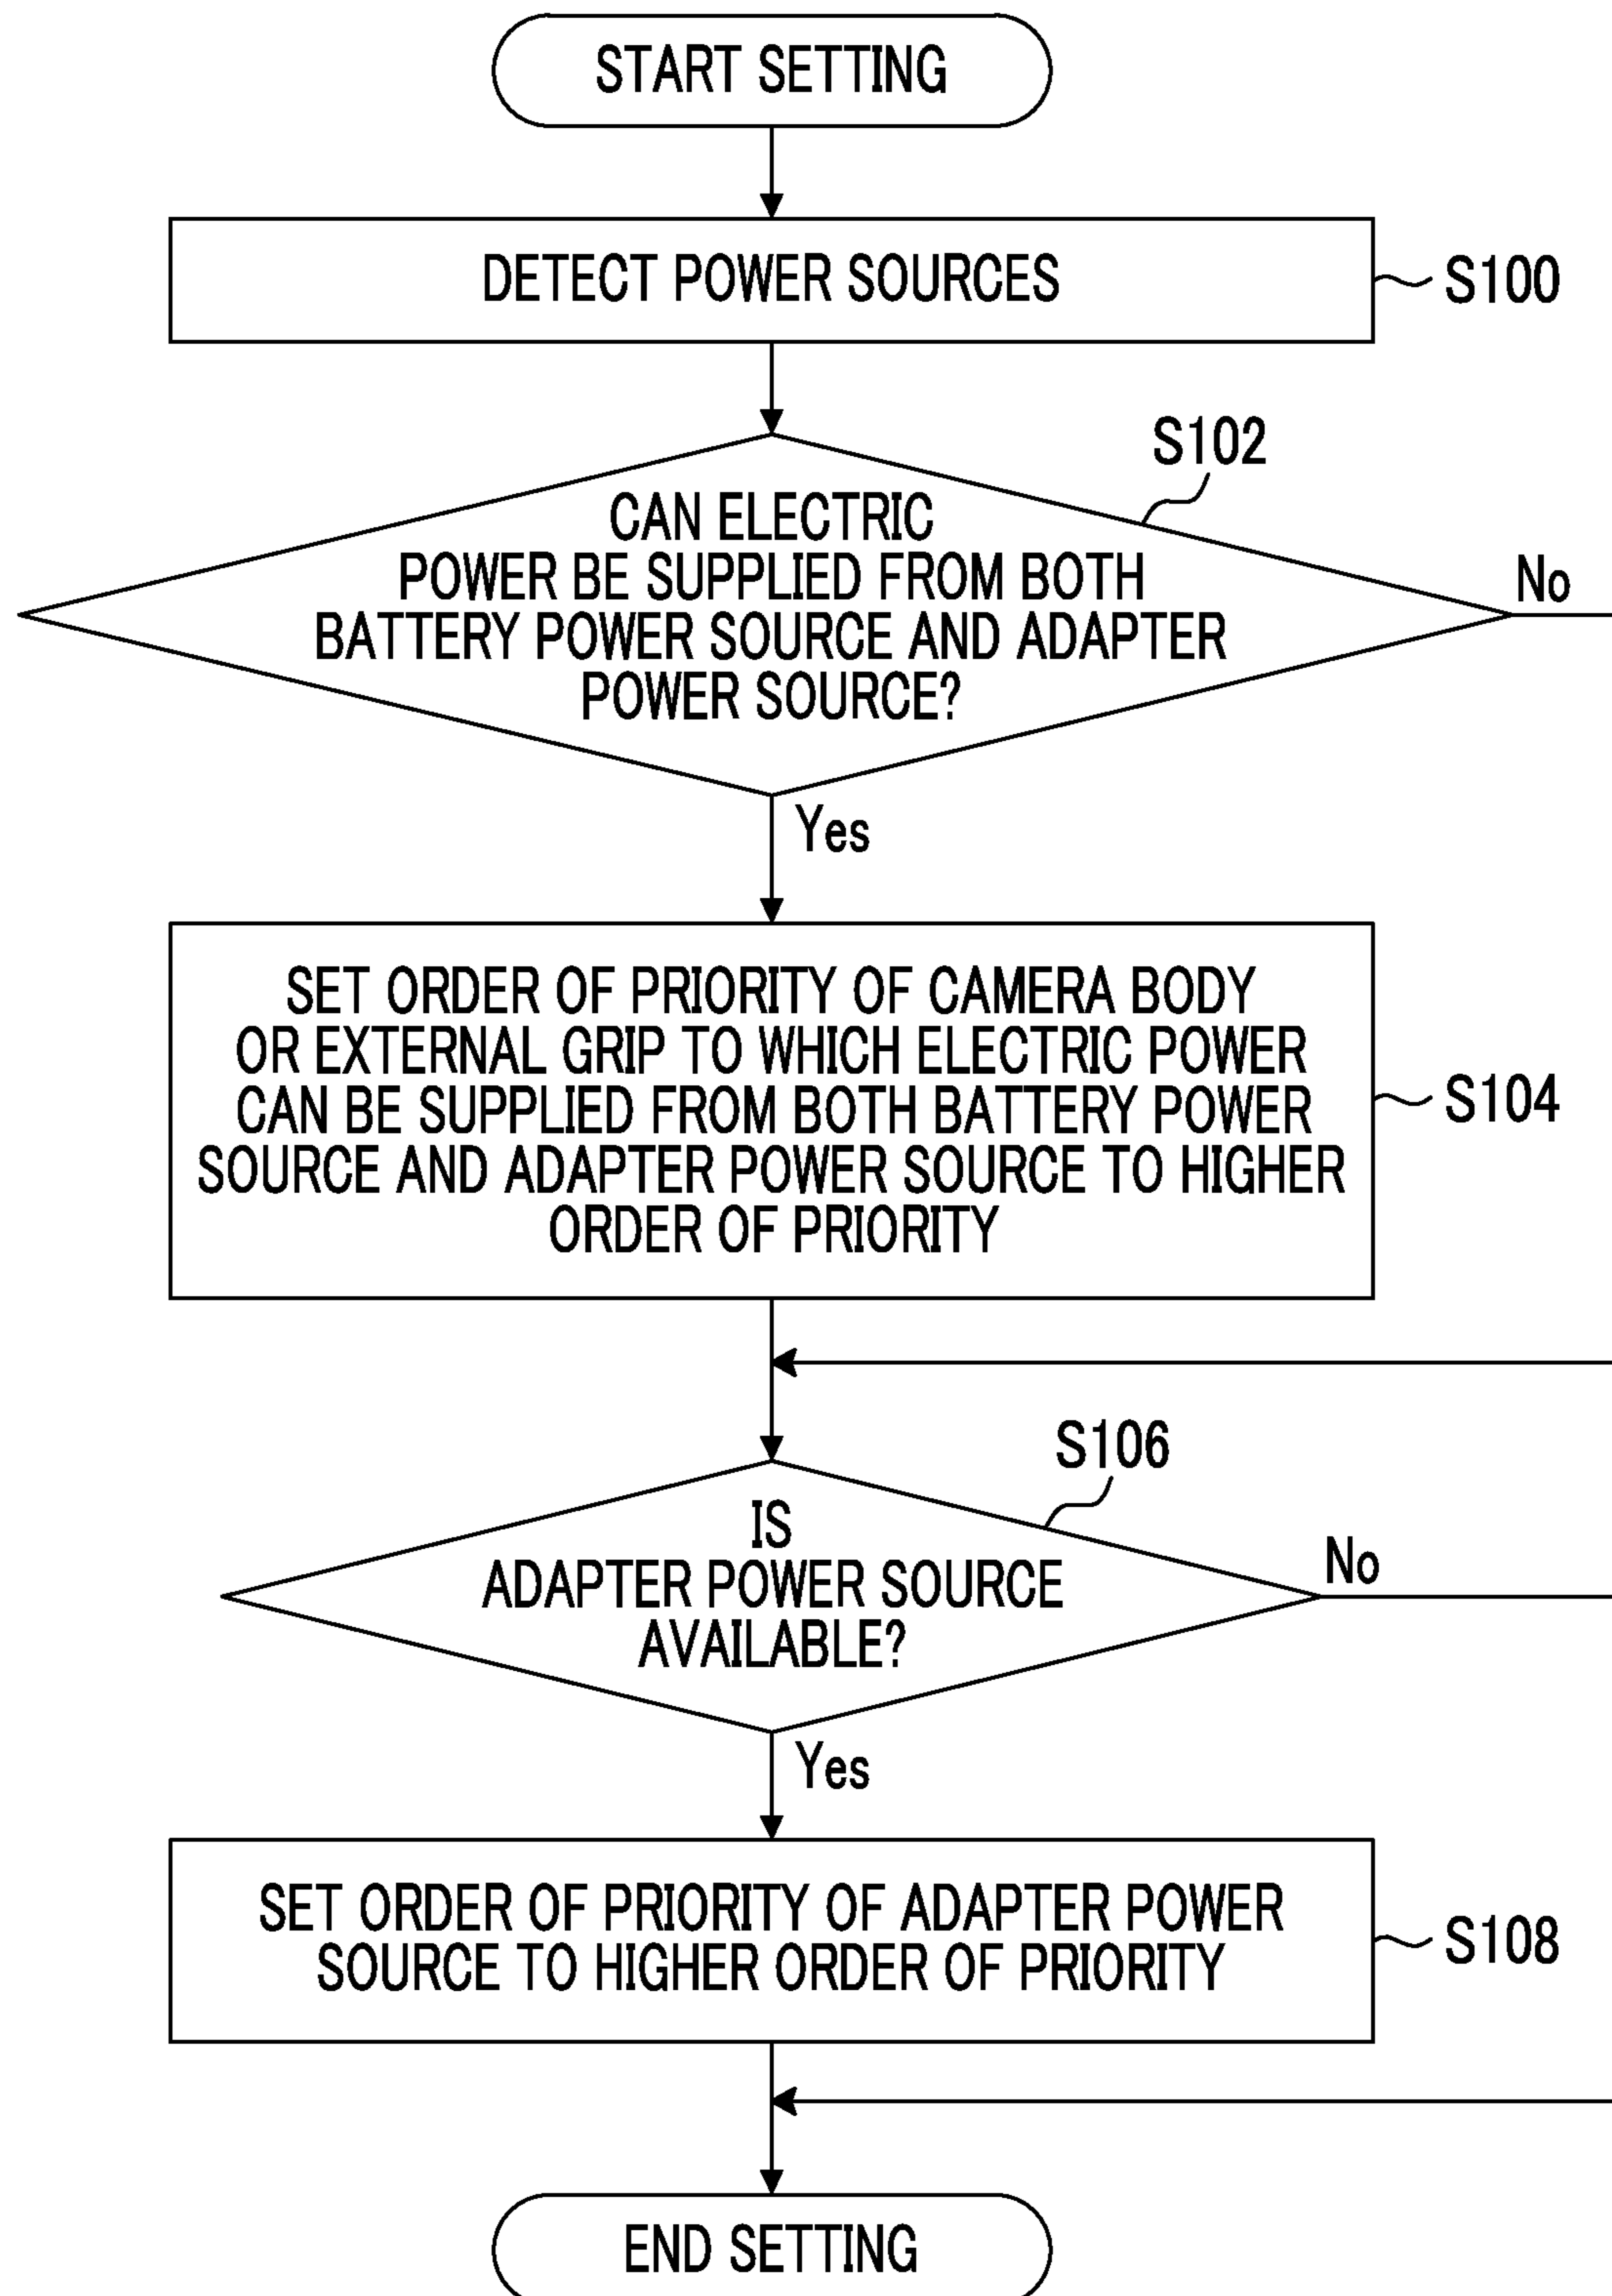 START SETTING
DETECT POWER SOURCES
S100
S102
CAN ELECTRIC
POWER BE SUPPLIED FROM BOTH
BATTERY POWER SOURCE AND ADAPTER
POWER SOURCE?
No
Yes
SET ORDER OF PRIORITY OF CAMERA BODY
OR EXTERNAL GRIP TO WHICH ELECTRIC POWER
CAN BE SUPPLIED FROM BOTH BATTERY POWER
SOURCE AND ADAPTER POWER SOURCE TO HIGHER
ORDER OF PRIORITY
S104
S106
IS
ADAPTER POWER SOURCE
AVAILABLE?
No
Yes
SET ORDER OF PRIORITY OF ADAPTER POWER
SOURCE TO HIGHER ORDER OF PRIORITY
S108
END SETTING